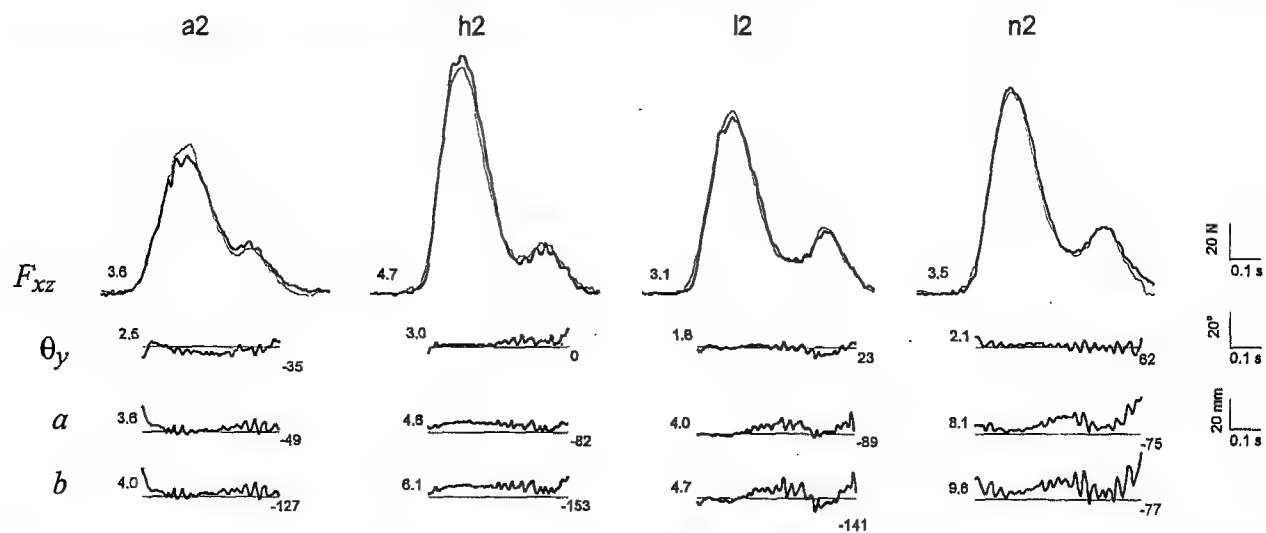 a2 h2 l2 n2
F_xz 3.6 4.7 3.1 3.5 20 N 0.1 s
θ_y 2.6 -35 3.0 0 1.8 23 2.1 62 20° 0.1 s
a 3.6 -49 4.6 -82 4.0 -89 8.1 -75 20 mm 0.1 s
b 4.0 -127 6.1 -153 4.7 -141 9.6 -77